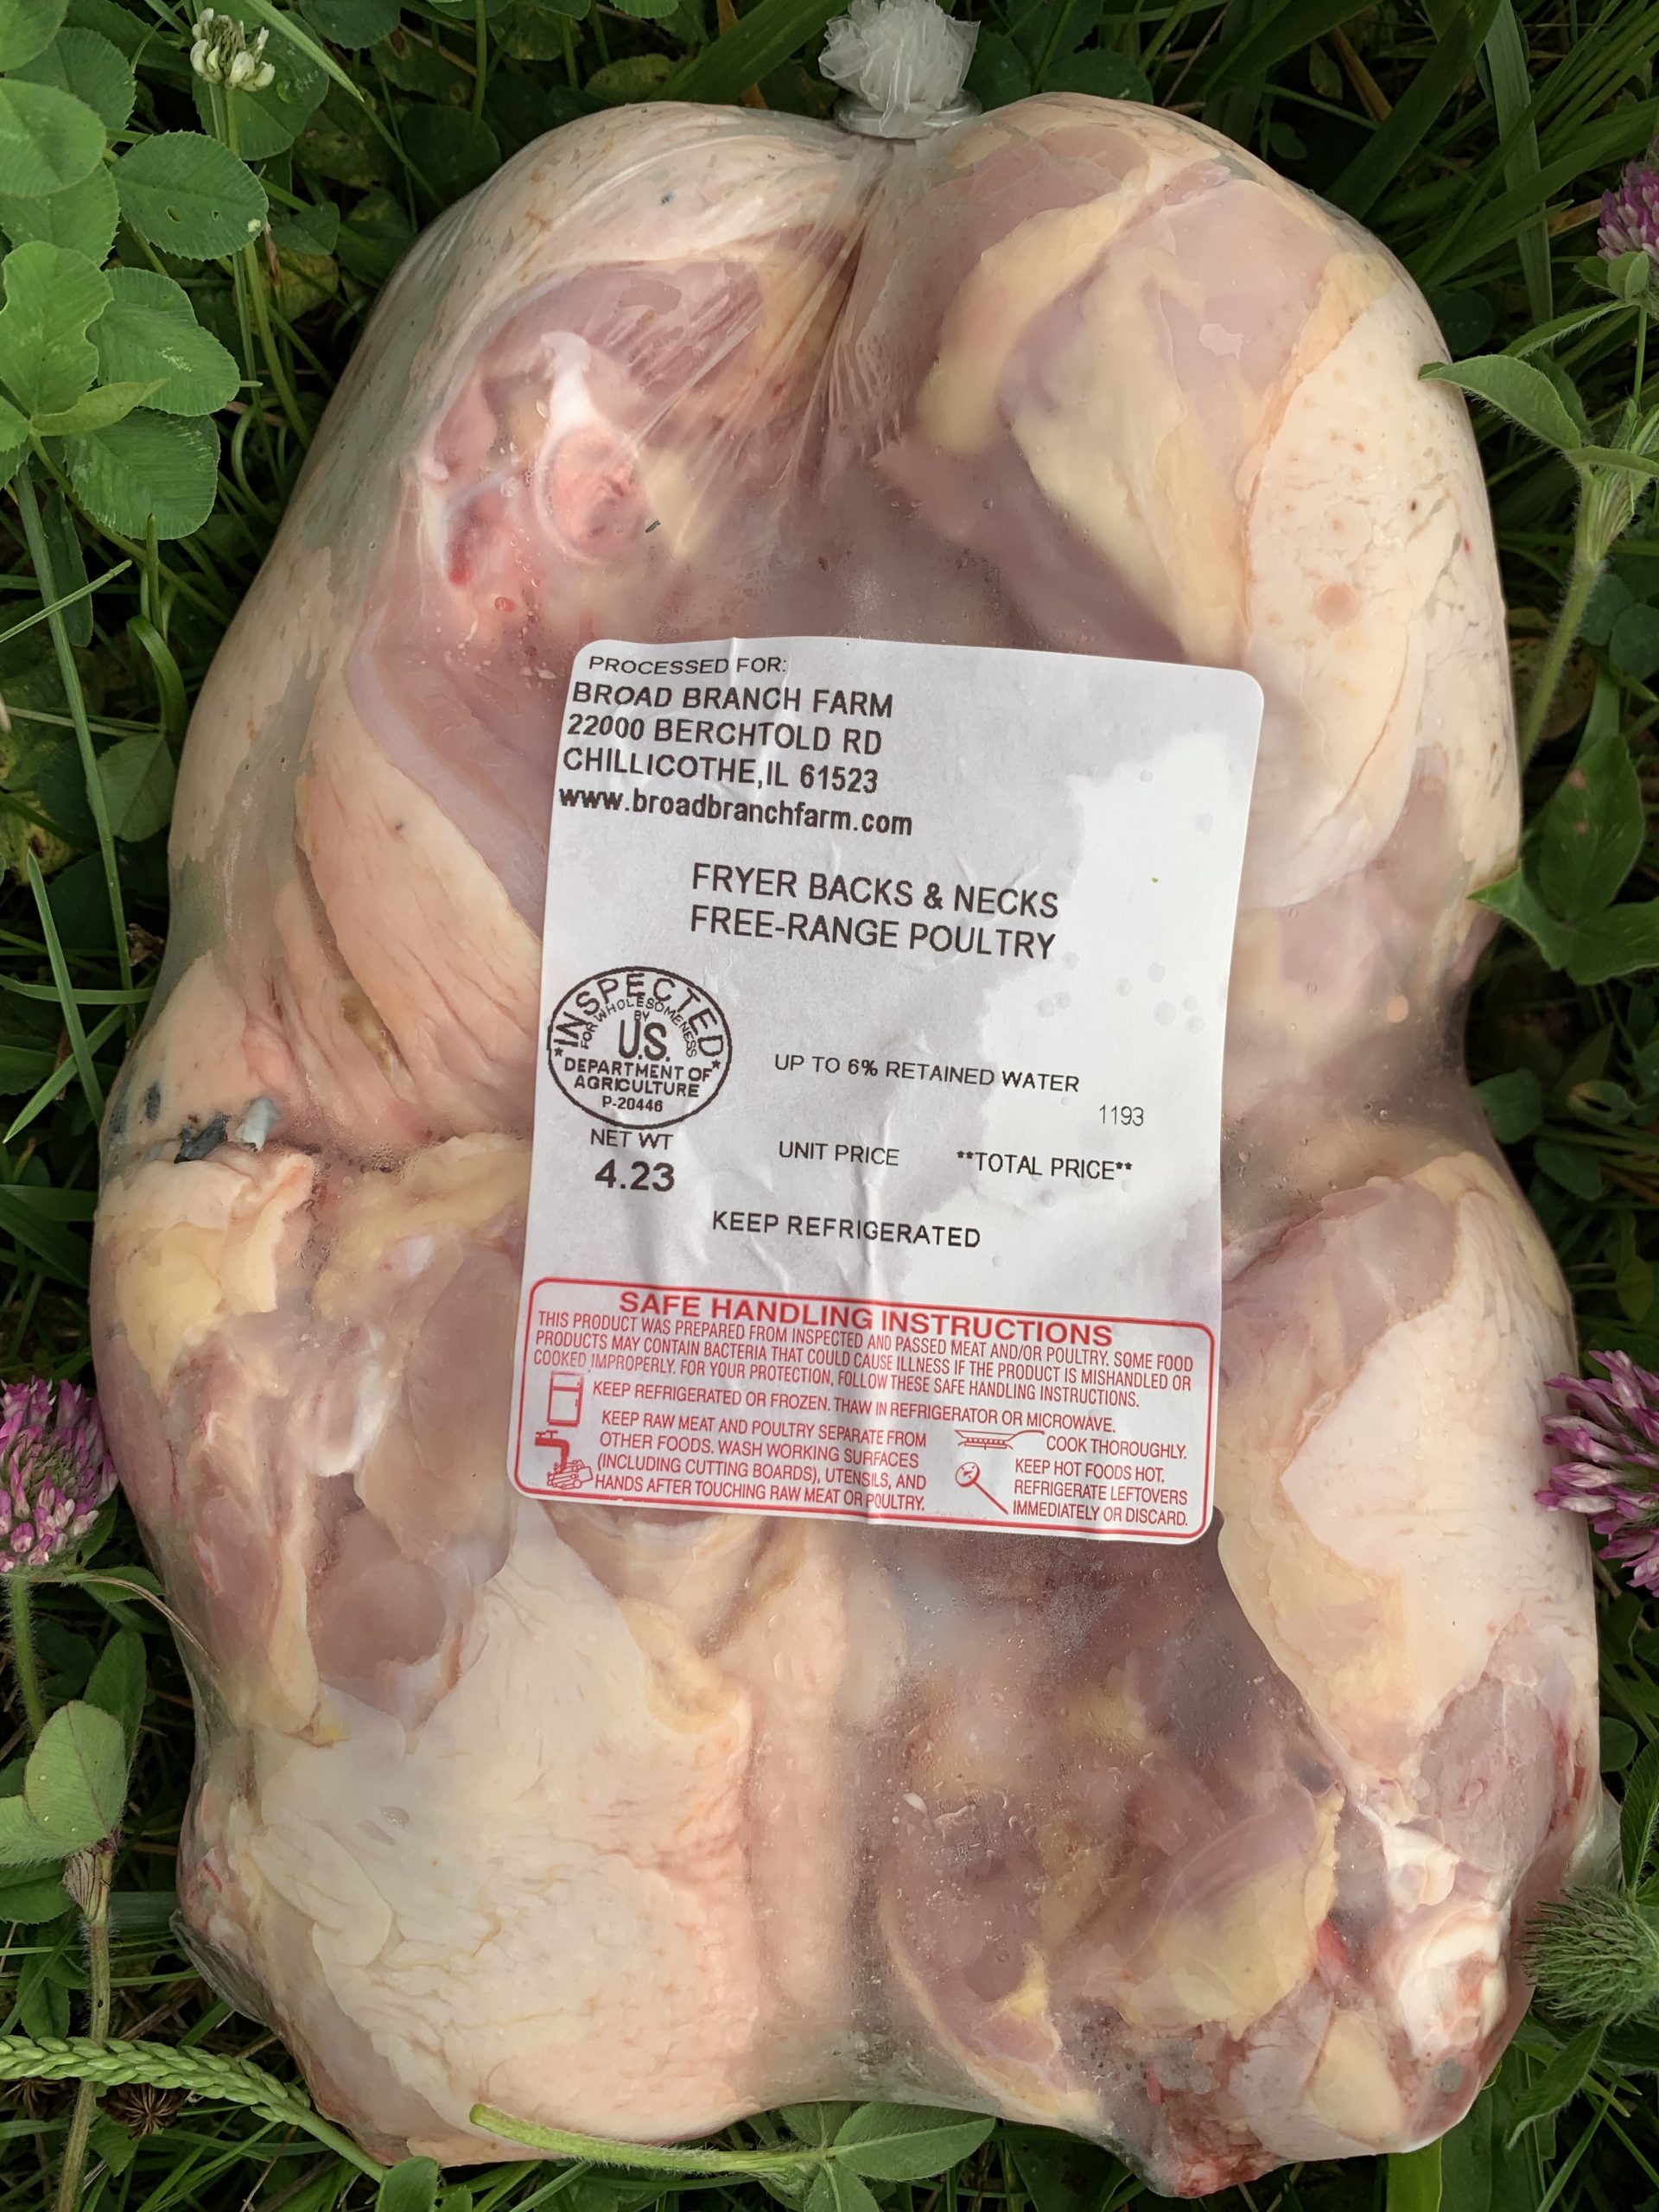 PROCESSED FOR:
BROAD BRANCH FARM
22000 BERCHTOLD RD
CHILLICOTHE,IL 61523
www.broadbranchfarm.com
FRYER BACKS & NECKS
FREE-RANGE POULTRY
INSPECTED
FOR WHOLESOMENESS
BY
U.S.
DEPARTMENT OF
AGRICULTURE
P-20446
UP TO 6% RETAINED WATER
1193
NET WT
4.23
UNIT PRICE **TOTAL PRICE**
KEEP REFRIGERATED
SAFE HANDLING INSTRUCTIONS
THIS PRODUCT WAS PREPARED FROM INSPECTED AND PASSED MEAT AND/OR POULTRY. SOME FOOD
PRODUCTS MAY CONTAIN BACTERIA THAT COULD CAUSE ILLNESS IF THE PRODUCT IS MISHANDLED OR
COOKED IMPROPERLY. FOR YOUR PROTECTION, FOLLOW THESE SAFE HANDLING INSTRUCTIONS.
KEEP REFRIGERATED OR FROZEN. THAW IN REFRIGERATOR OR MICROWAVE.
KEEP RAW MEAT AND POULTRY SEPARATE FROM
OTHER FOODS. WASH WORKING SURFACES
(INCLUDING CUTTING BOARDS), UTENSILS, AND
HANDS AFTER TOUCHING RAW MEAT OR POULTRY.
COOK THOROUGHLY.
KEEP HOT FOODS HOT.
REFRIGERATE LEFTOVERS
IMMEDIATELY OR DISCARD.